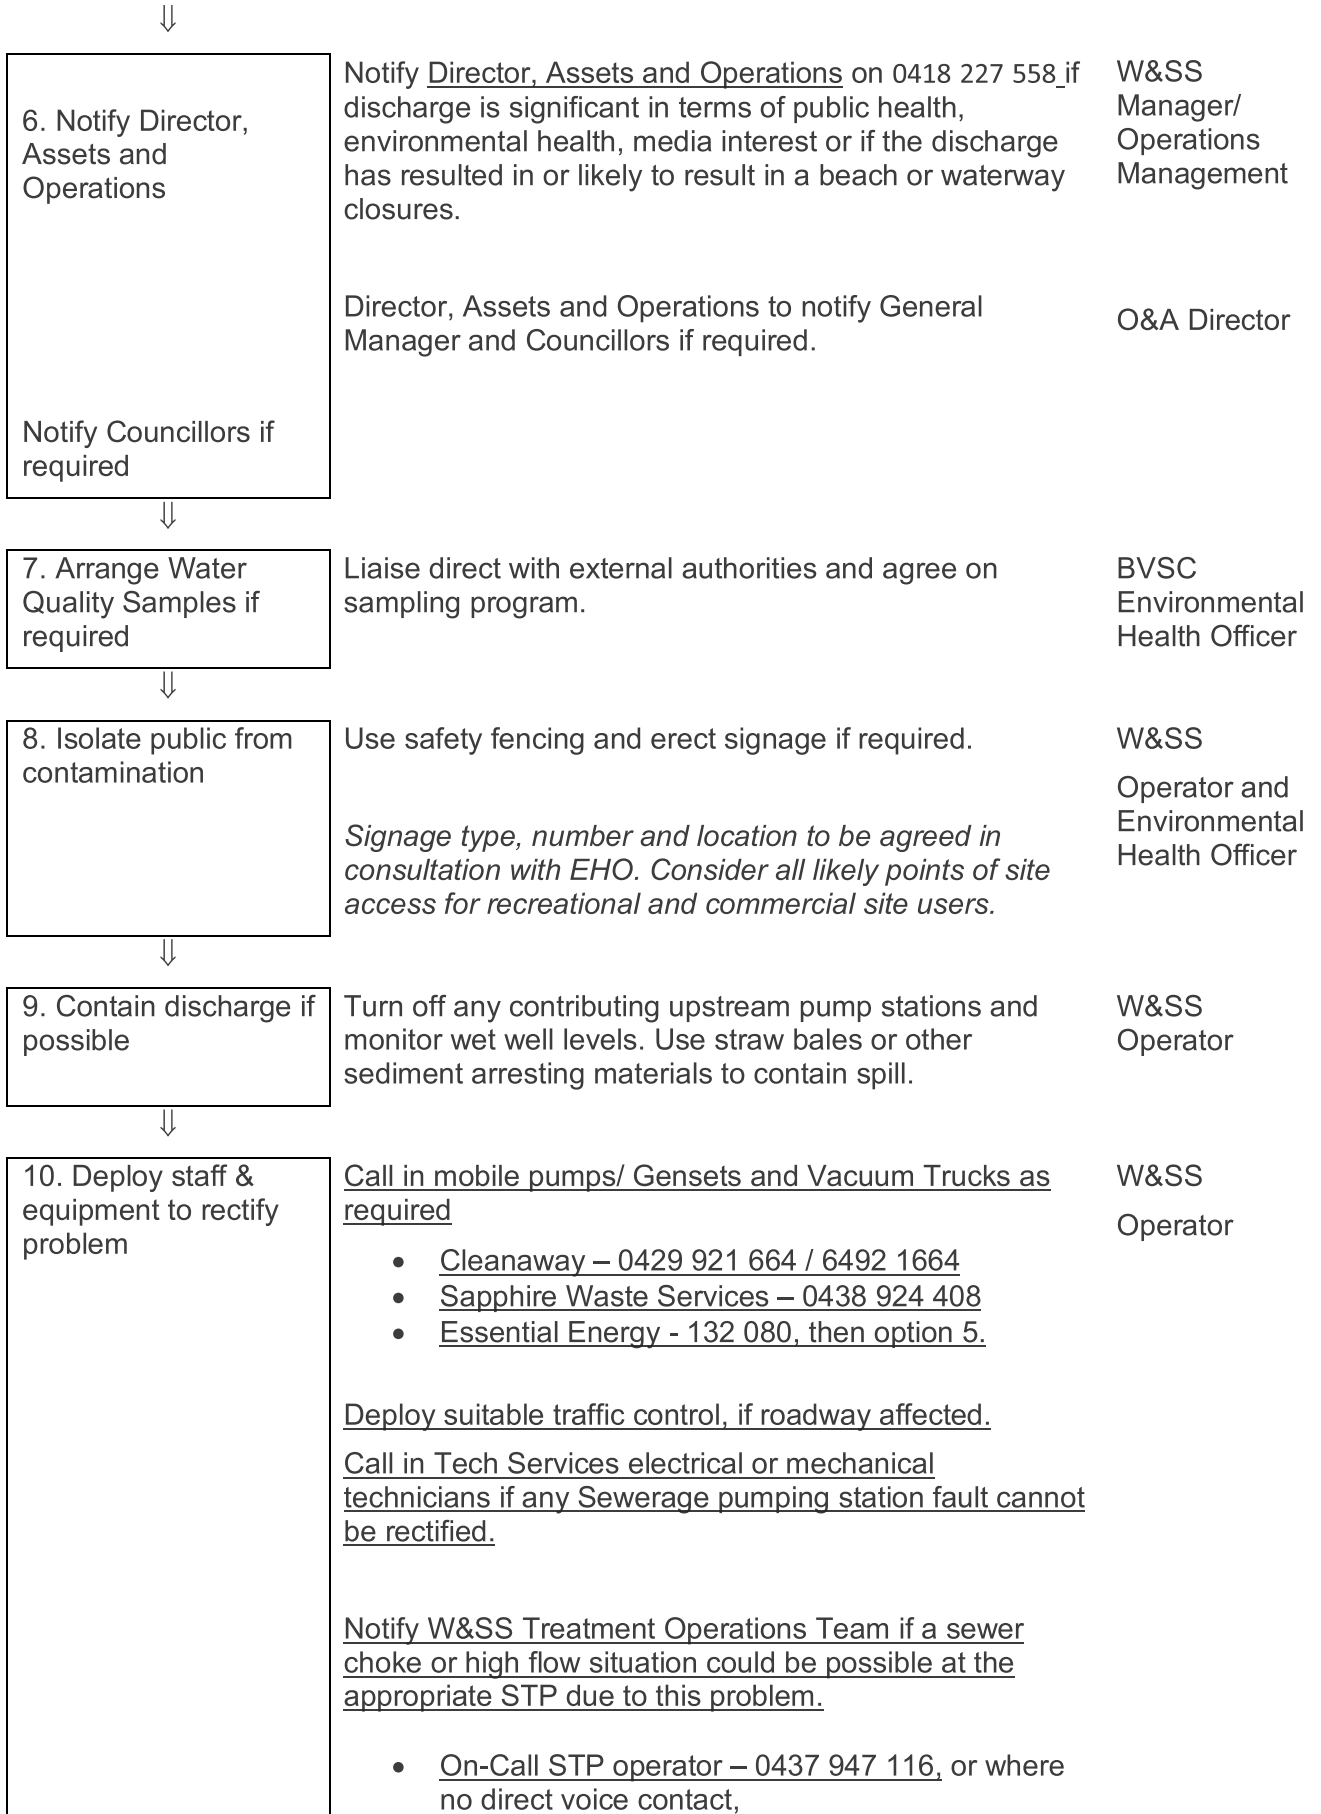 ⇓
6. Notify Director,
Assets and
Operations
Notify Councillors if
required
Notify Director, Assets and Operations on 0418 227 558 if
discharge is significant in terms of public health,
environmental health, media interest or if the discharge
has resulted in or likely to result in a beach or waterway
closures.
Director, Assets and Operations to notify General
Manager and Councillors if required.
W&SS
Manager/
Operations
Management
O&A Director
⇓
7. Arrange Water
Quality Samples if
required
Liaise direct with external authorities and agree on
sampling program.
BVSC
Environmental
Health Officer
⇓
8. Isolate public from
contamination
Use safety fencing and erect signage if required.
Signage type, number and location to be agreed in
consultation with EHO. Consider all likely points of site
access for recreational and commercial site users.
W&SS
Operator and
Environmental
Health Officer
⇓
9. Contain discharge if
possible
Turn off any contributing upstream pump stations and
monitor wet well levels. Use straw bales or other
sediment arresting materials to contain spill.
W&SS
Operator
⇓
10. Deploy staff &
equipment to rectify
problem
Call in mobile pumps/ Gensets and Vacuum Trucks as
required
• Cleanaway – 0429 921 664 / 6492 1664
• Sapphire Waste Services – 0438 924 408
• Essential Energy - 132 080, then option 5.
Deploy suitable traffic control, if roadway affected.
Call in Tech Services electrical or mechanical
technicians if any Sewerage pumping station fault cannot
be rectified.
Notify W&SS Treatment Operations Team if a sewer
choke or high flow situation could be possible at the
appropriate STP due to this problem.
• On-Call STP operator – 0437 947 116, or where
no direct voice contact,
W&SS
Operator